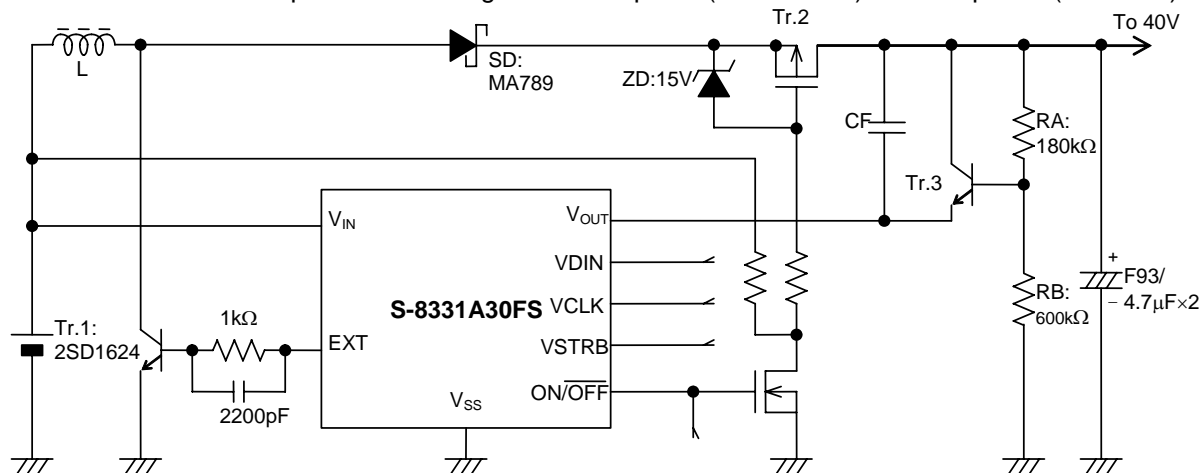 Tr.2
To 40V
L
SD:
MA789
ZD:15V
CF
RA:
180kΩ
Tr.3
VIN
VOUT
VDIN
S-8331A30FS
VCLK
+
F93/
− 4.7μF×2
RB:
600kΩ
Tr.1:
2SD1624
1kΩ
EXT
VSTRB
ON/OFF
VSS
2200pF